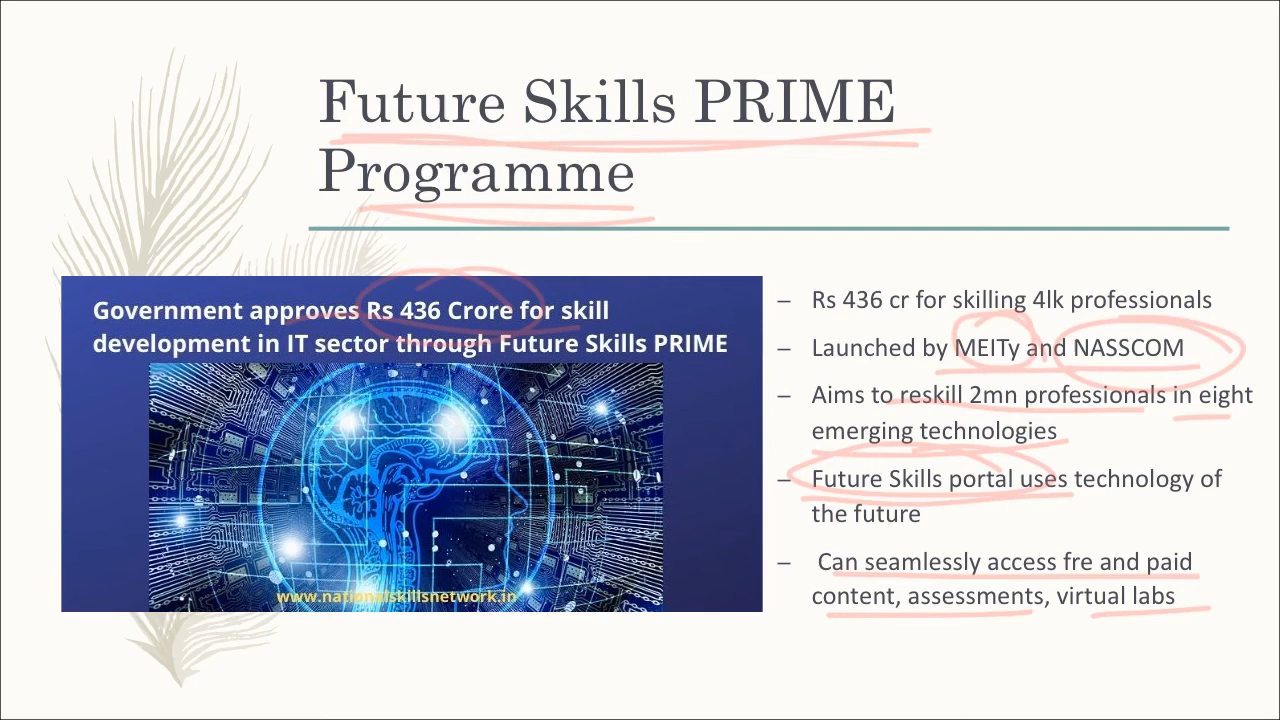 Future Skills PRIME
Programme
Government approves Rs 436 Crore for skill
development in IT sector through Future Skills PRIME
www.nationalskillsnetwork.in
– Rs 436 cr for skilling 4lk professionals
– Launched by MEITy and NASSCOM
– Aims to reskill 2mn professionals in eight
emerging technologies
– Future Skills portal uses technology of
the future
– Can seamlessly access fre and paid
content, assessments, virtual labs